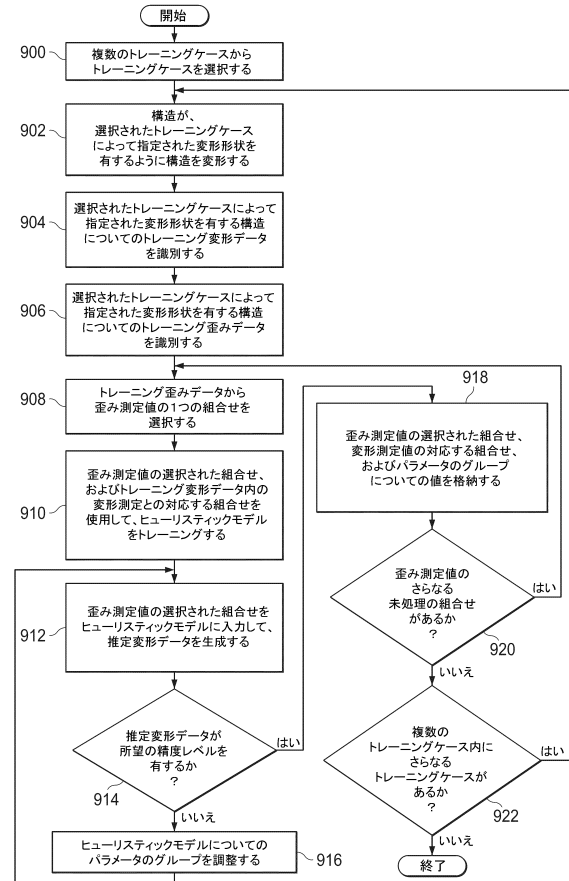 開始
900
複数のトレーニングケースから
トレーニングケースを選択する
902
構造が、
選択されたトレーニングケース
によって指定された変形形状を
有するように構造を変形する
904
選択されたトレーニングケースによって
指定された変形形状を有する構造
についてのトレーニング変形データ
を識別する
906
選択されたトレーニングケースによって
指定された変形形状を有する構造
についてのトレーニング歪みデータ
を識別する
908
トレーニング歪みデータから
歪み測定値の1つの組合せを
選択する
910
歪み測定値の選択された組合せ、
およびトレーニング変形データ内の
変形測定との対応する組合せを
使用して、ヒューリスティックモデル
をトレーニングする
912
歪み測定値の選択された組合せを
ヒューリスティックモデルに入力して、
推定変形データを生成する
推定変形データが
所望の精度レベルを
有するか
?
はい
914
いいえ
ヒューリスティックモデルについての
パラメータのグループを調整する
916
918
歪み測定値の選択された組合せ、
変形測定値の対応する組合せ、
およびパラメータのグループ
についての値を格納する
歪み測定値の
さらなる
未処理の組合せ
があるか
?
はい
920
いいえ
複数の
トレーニングケース内に
さらなる
トレーニングケースが
あるか
?
はい
922
いいえ
終了